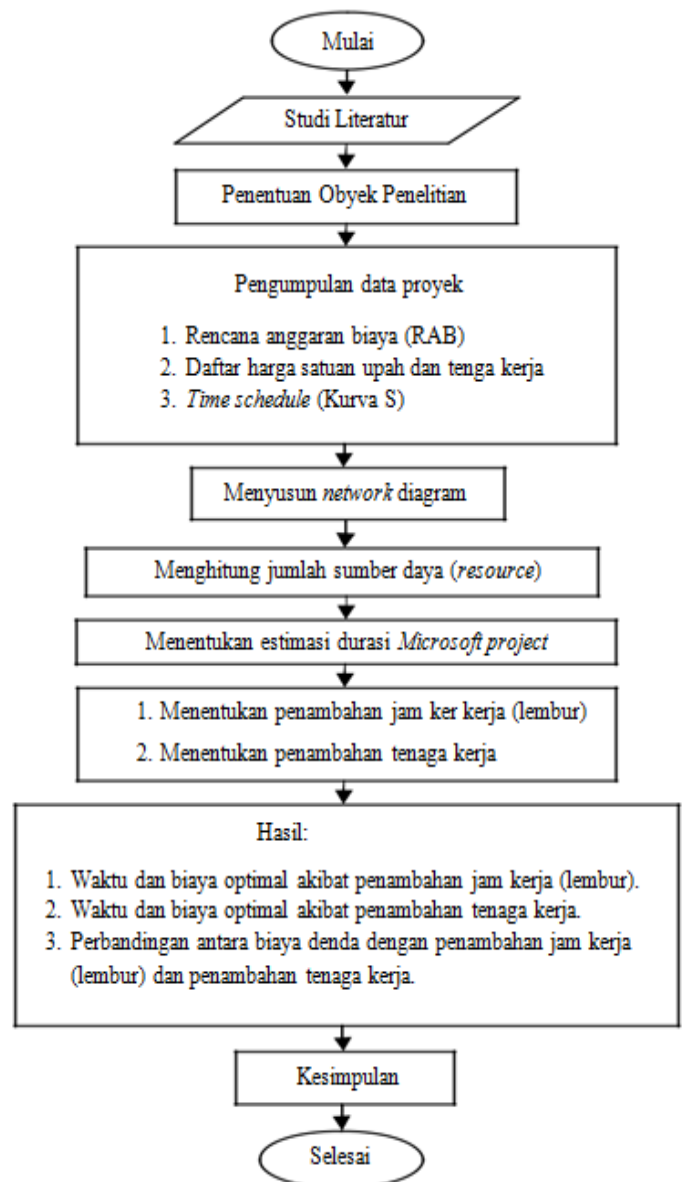 Mulai
Studi Literatur
Penentuan Obyek Penelitian
Pengumpulan data proyek
1. Rencana anggaran biaya (RAB)
2. Daftar harga satuan upah dan tenga kerja
3. Time schedule (Kurva S)
Menyusun network diagram
Menghitung jumlah sumber daya (resource)
Menentukan estimasi durasi Microsoft project
1. Menentukan penambahan jam ker kerja (lembur)
2. Menentukan penambahan tenaga kerja
Hasil:
1. Waktu dan biaya optimal akibat penambahan jam kerja (lembur).
2. Waktu dan biaya optimal akibat penambahan tenaga kerja.
3. Perbandingan antara biaya denda dengan penambahan jam kerja
(lembur) dan penambahan tenaga kerja.
Kesimpulan
Selesai